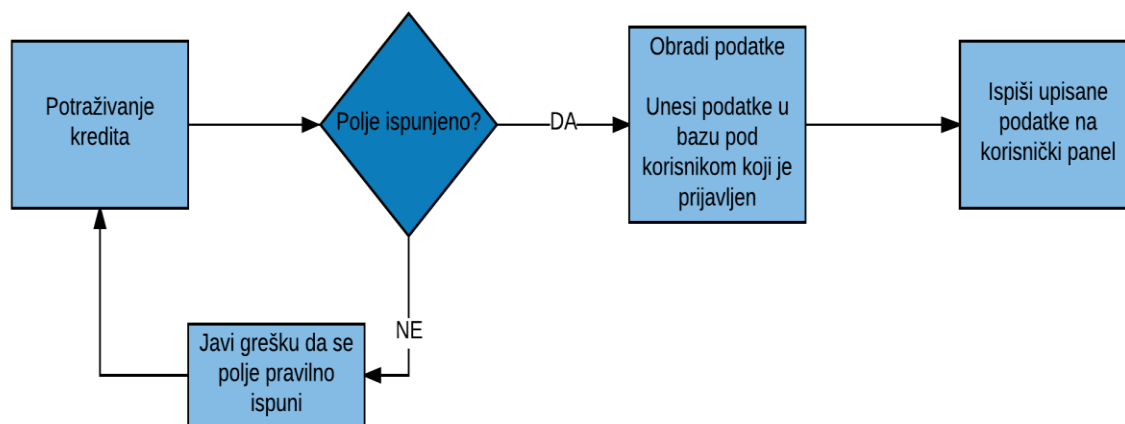 Potraživanje
kredita
Polje ispunjeno?
DA
Obradi podatke
Unesi podatke u
bazu pod
korisnikom koji je
prijavljen
Ispiši upisane
podatke na
korisnički panel
NE
Javi grešku da se
polje pravilno
ispuni